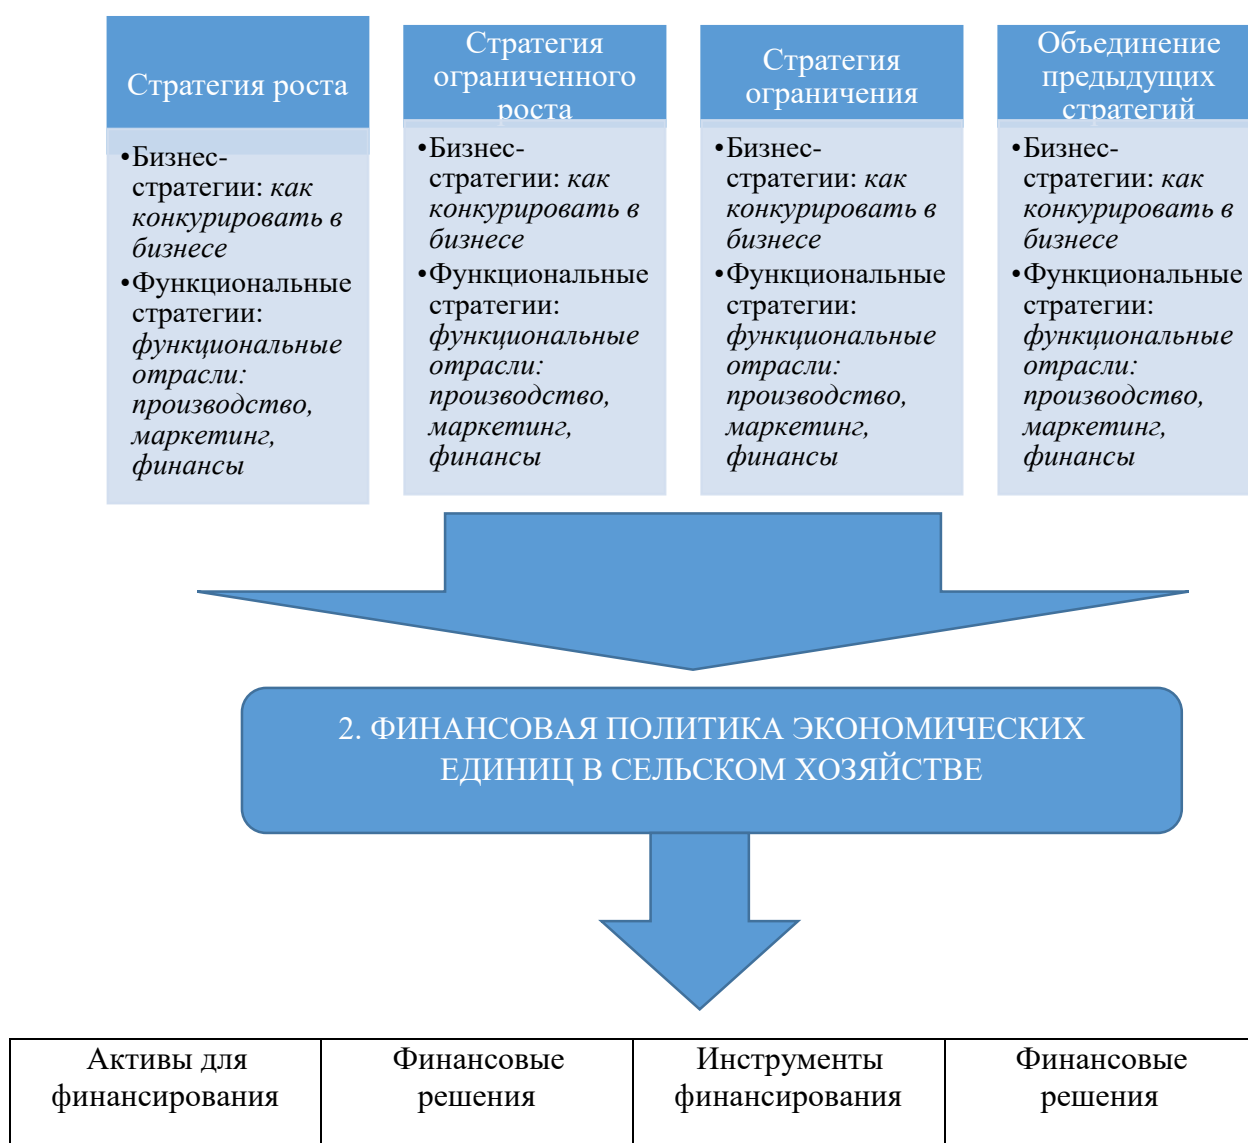 Стратегия роста
•Бизнес-
стратегии: как
конкурировать в
бизнесе
•Функциональные
стратегии:
функциональные
отрасли:
производство,
маркетинг,
финансы
Стратегия
ограниченного
роста
•Бизнес-
стратегии: как
конкурировать в
бизнесе
•Функциональные
стратегии:
функциональные
отрасли:
производство,
маркетинг,
финансы
Стратегия
ограничения
•Бизнес-
стратегии: как
конкурировать в
бизнесе
•Функциональные
стратегии:
функциональные
отрасли:
производство,
маркетинг,
финансы
Объединение
предыдущих
стратегий
•Бизнес-
стратегии: как
конкурировать в
бизнесе
•Функциональные
стратегии:
функциональные
отрасли:
производство,
маркетинг,
финансы
2. ФИНАНСОВАЯ ПОЛИТИКА ЭКОНОМИЧЕСКИХ
ЕДИНИЦ В СЕЛЬСКОМ ХОЗЯЙСТВЕ
Активы для
финансирования
Финансовые
решения
Инструменты
финансирования
Финансовые
решения